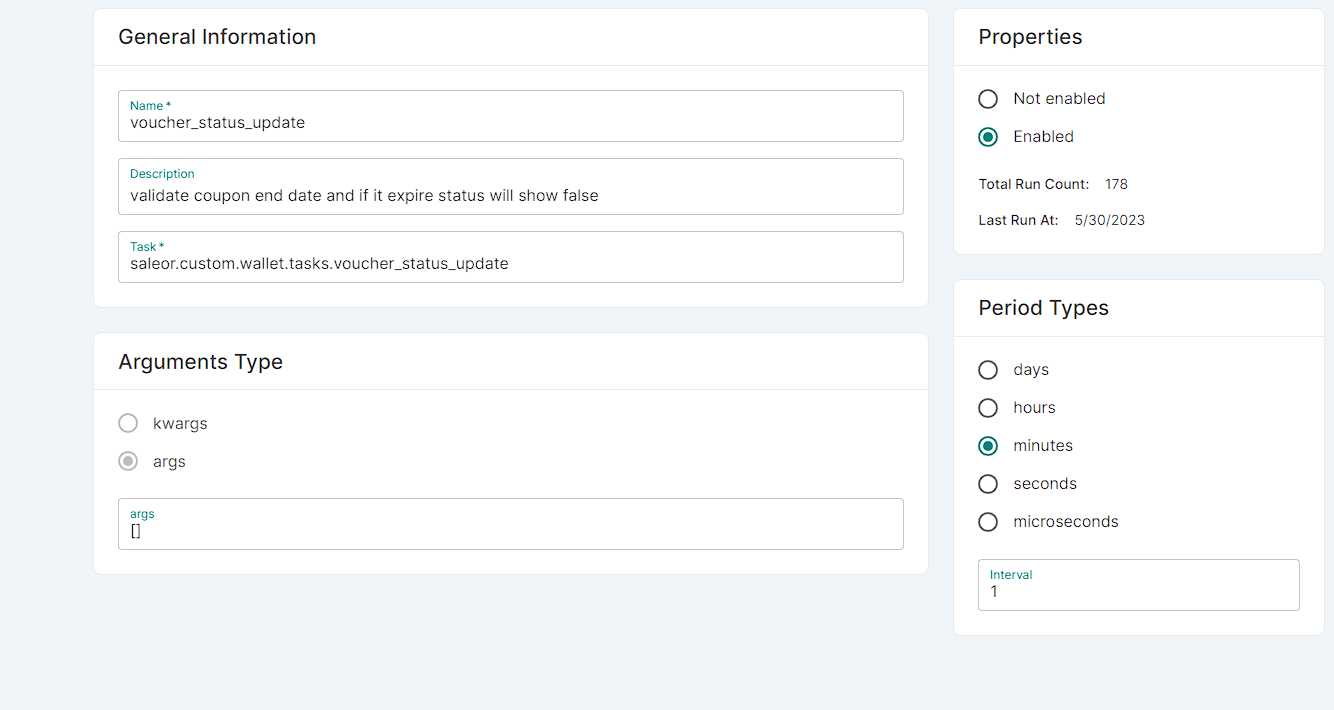 General Information
Name *
voucher_status_update
Description
validate coupon end date and if it expire status will show false
Task *
saleor.custom.wallet.tasks.voucher_status_update
Arguments Type
kwargs
args
args
[]
Properties
Not enabled
Enabled
Total Run Count: 178
Last Run At: 5/30/2023
Period Types
days
hours
minutes
seconds
microseconds
Interval
1